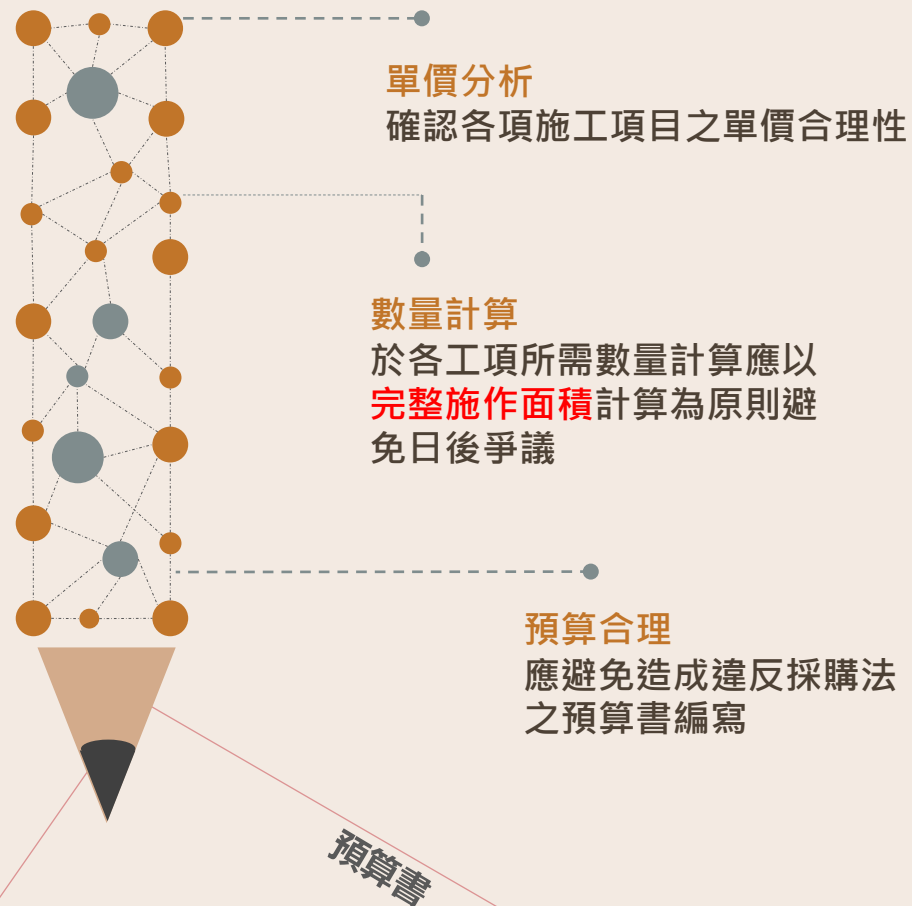 單價分析
確認各項施工項目之單價合理性
數量計算
於各工項所需數量計算應以
完整施作面積計算為原則避
免日後爭議
預算合理
應避免造成違反採購法
之預算書編寫
預算書